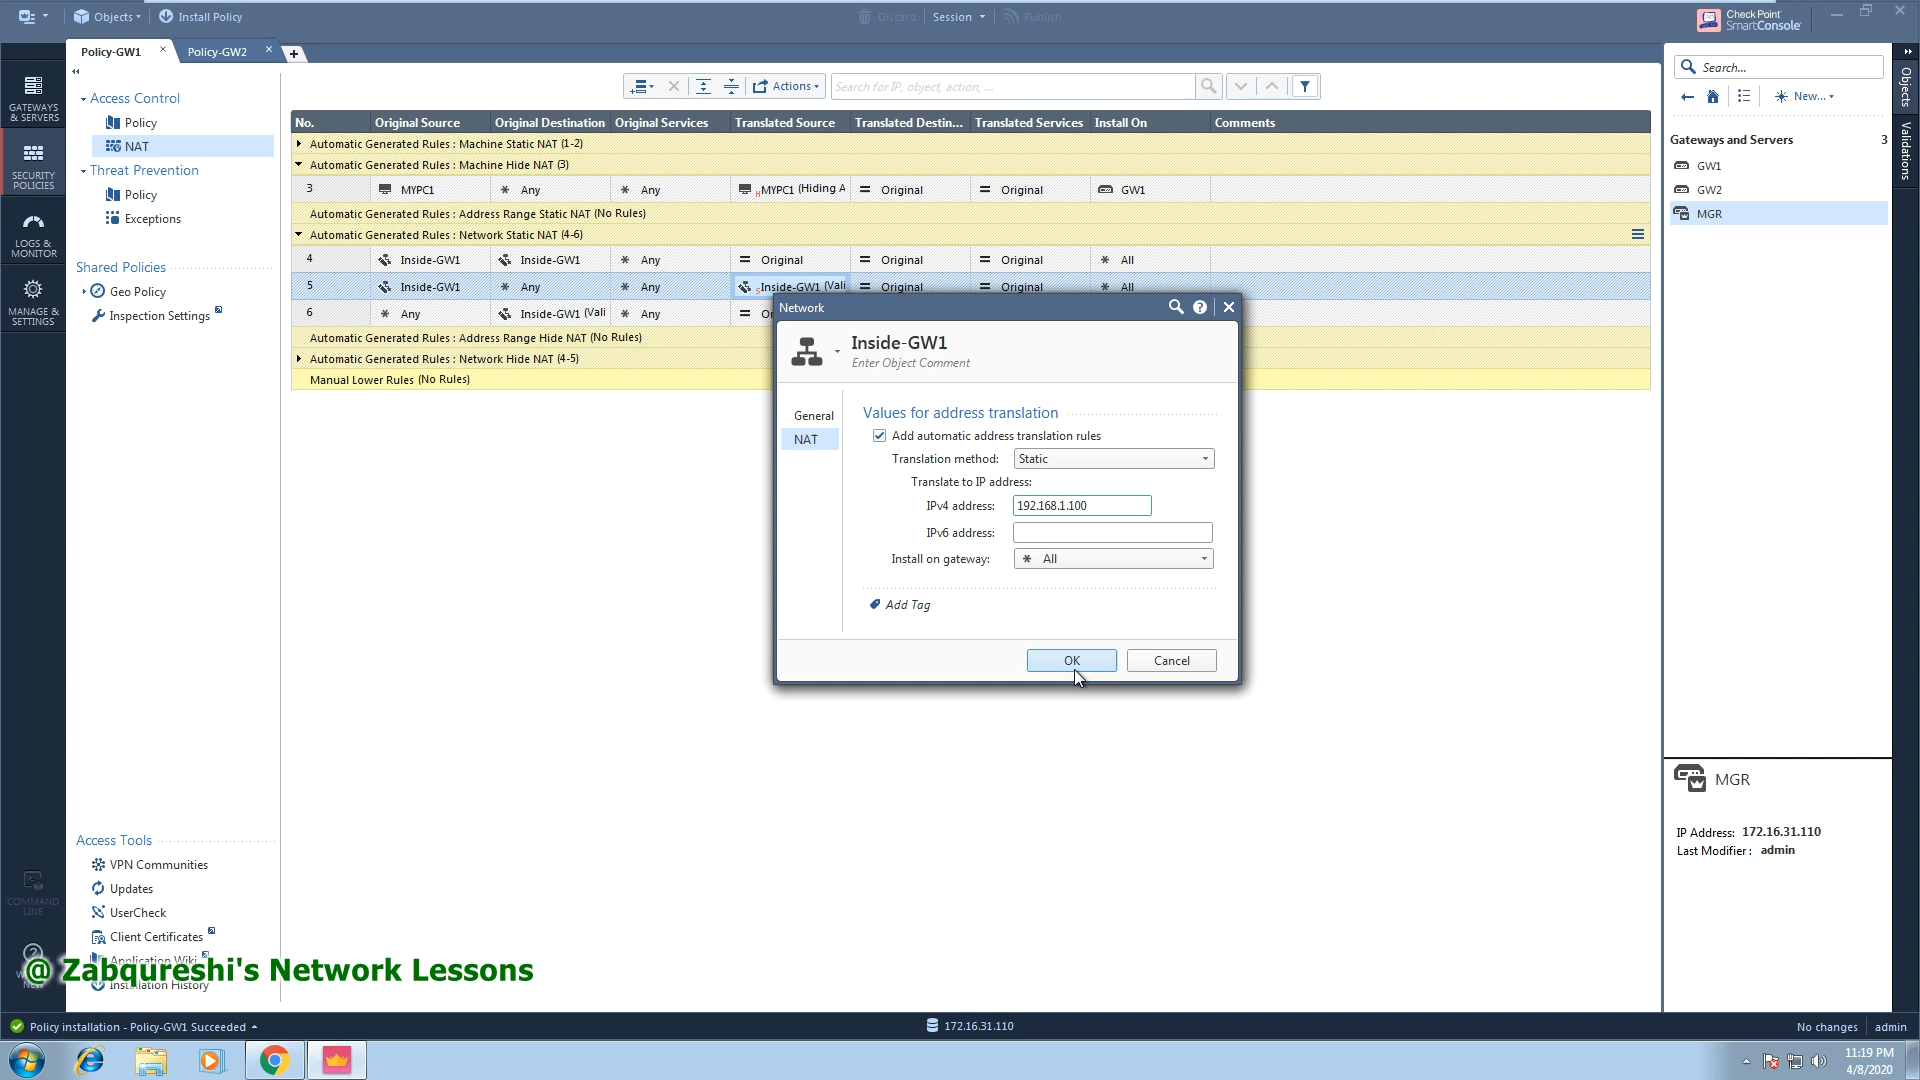 Objects
Install Policy
Discard
Session
Publish
Check Point
SmartConsole
Policy-GW1
Policy-GW2
GATEWAYS
& SERVERS
SECURITY
POLICIES
LOGS &
MONITOR
MANAGE &
SETTINGS
COMMAND
LINE
Access Control
Policy
NAT
Threat Prevention
Policy
Exceptions
Shared Policies
Geo Policy
Inspection Settings
Access Tools
VPN Communities
Updates
UserCheck
Client Certificates
Application Wiki
Installation History
Actions
Search for IP, object, action, ...
No. Original Source Original Destination Original Services Translated Source Translated Destin... Translated Services Install On Comments
Automatic Generated Rules : Machine Static NAT (1-2)
Automatic Generated Rules : Machine Hide NAT (3)
3 MYPC1 Any Any MYPC1 (Hiding A Original Original GW1
Automatic Generated Rules : Address Range Static NAT (No Rules)
Automatic Generated Rules : Network Static NAT (4-6)
4 Inside-GW1 Inside-GW1 Any Original Original Original All
5 Inside-GW1 Any Any Inside-GW1 (Vali Original Original All
6 Any Inside-GW1 (Vali Any
Automatic Generated Rules : Address Range Hide NAT (No Rules)
Automatic Generated Rules : Network Hide NAT (4-5)
Manual Lower Rules (No Rules)
Network
Inside-GW1
Enter Object Comment
General
NAT
Values for address translation
Add automatic address translation rules
Translation method: Static
Translate to IP address:
IPv4 address: 192.168.1.100
IPv6 address:
Install on gateway: All
Add Tag
OK
Cancel
Search...
New...
Gateways and Servers 3
GW1
GW2
MGR
Objects
Validations
MGR
IP Address: 172.16.31.110
Last Modifier: admin
@ Zabqureshi's Network Lessons
Policy installation - Policy-GW1 Succeeded
172.16.31.110
No changes
admin
11:19 PM
4/8/2020